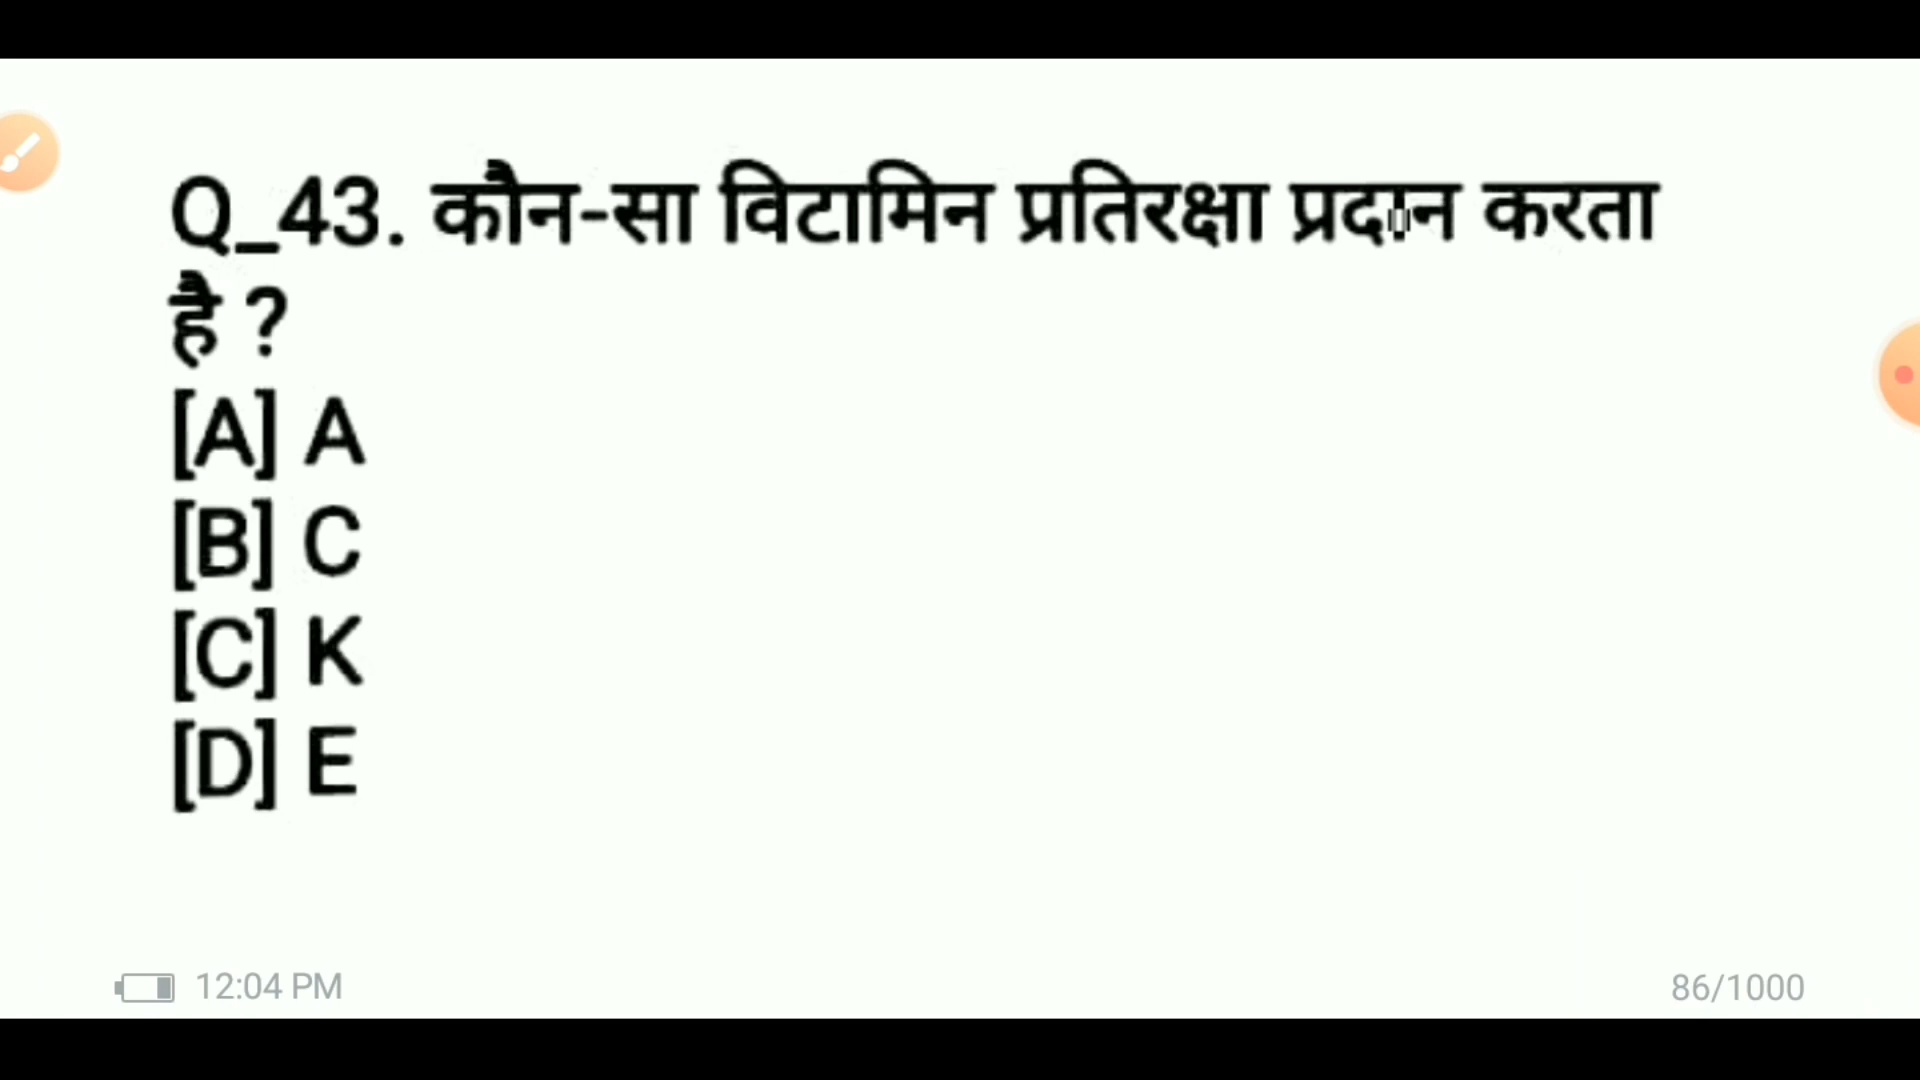 Q_43. कौन-सा विटामिन प्रतिरक्षा प्रदान करता
है ?
[A] A
[B] C
[C] K
[D] E
12:04 PM
86/1000